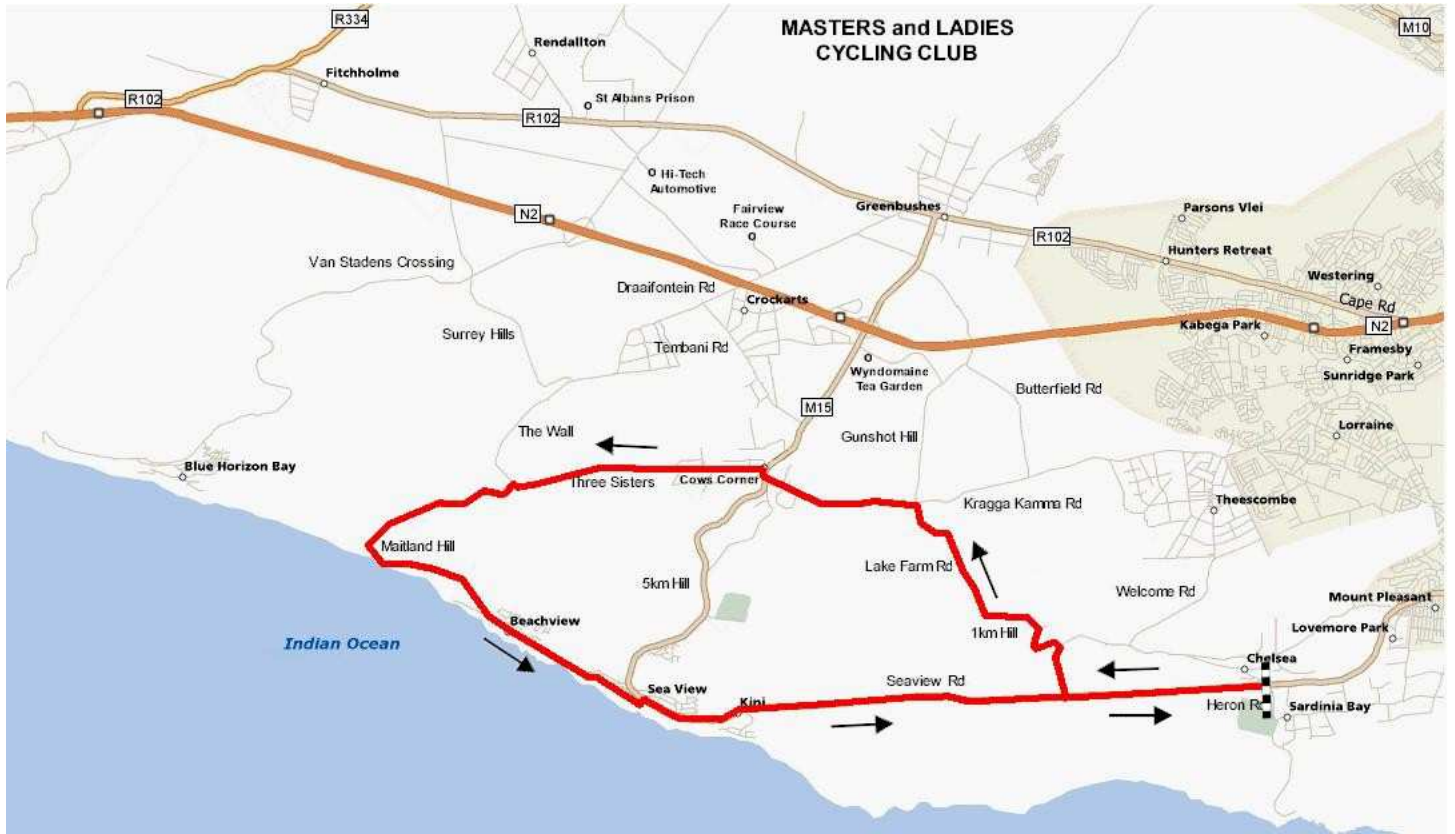 MASTERS and LADIES
CYCLING CLUB
R334
M10
Rendallton
Fitchholme
R102
St Albans Prison
R102
Hi-Tech
Automotive
N2
Fairview
Race Course
Greenbushes
Parsons Vlei
R102
Hunters Retreat
Van Stadens Crossing
Westering
Draaifontein Rd
Crockarts
Cape Rd
N2
Kabega Park
Surrey Hills
Tembani Rd
Framesby
Wyndomaine
Tea Garden
Sunridge Park
Butterfield Rd
M15
The Wall
Gunshot Hill
Lorraine
Blue Horizon Bay
Three Sisters
Cows Corner
Kragga Kamma Rd
Theescombe
Maitland Hill
Lake Farm Rd
5km Hill
Welcome Rd
Mount Pleasant
Beachview
1km Hill
Lovemore Park
Indian Ocean
Chelsea
Seaview Rd
Sea View
Kini
Heron Rd
Sardinia Bay